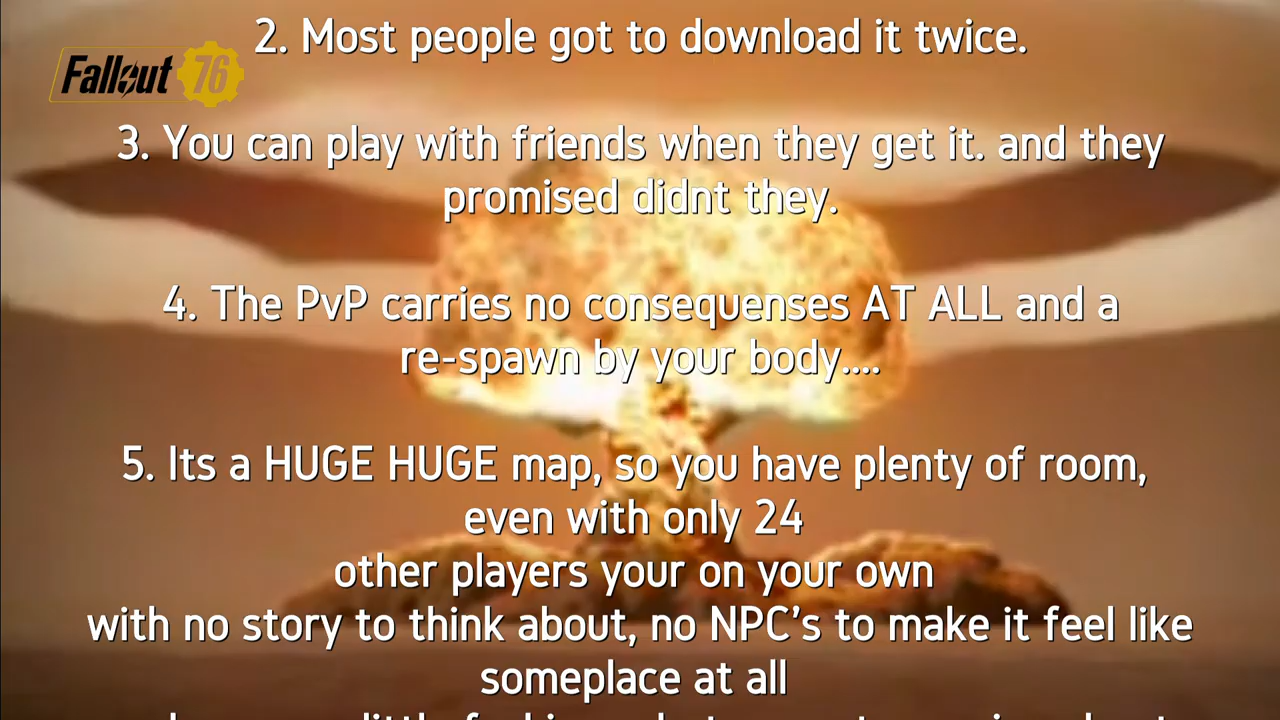 2. Most people got to download it twice.
Fallout 76
3. You can play with friends when they get it. and they
promised didnt they.
4. The PvP carries no consequenses AT ALL and a
re-spawn by your body....
5. Its a HUGE HUGE map, so you have plenty of room,
even with only 24
other players your on your own
with no story to think about, no NPC's to make it feel like
someplace at all